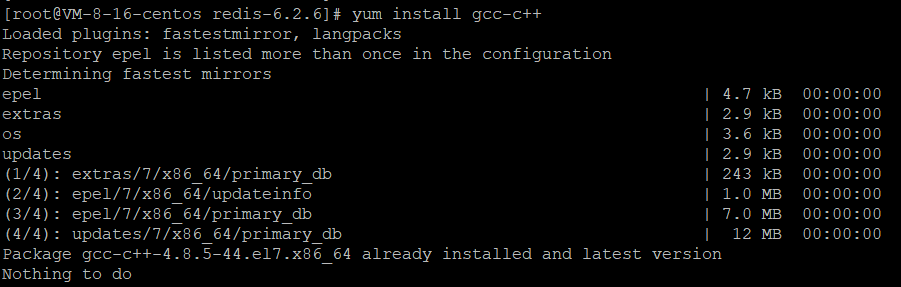 [root@VM-8-16-centos redis-6.2.6]# yum install gcc-c++
Loaded plugins: fastestmirror, langpacks
Repository epel is listed more than once in the configuration
Determining fastest mirrors
epel | 4.7 kB 00:00:00
extras | 2.9 kB 00:00:00
os | 3.6 kB 00:00:00
updates | 2.9 kB 00:00:00
(1/4): extras/7/x86_64/primary_db | 243 kB 00:00:00
(2/4): epel/7/x86_64/updateinfo | 1.0 MB 00:00:00
(3/4): epel/7/x86_64/primary_db | 7.0 MB 00:00:00
(4/4): updates/7/x86_64/primary_db | 12 MB 00:00:00
Package gcc-c++-4.8.5-44.el7.x86_64 already installed and latest version
Nothing to do